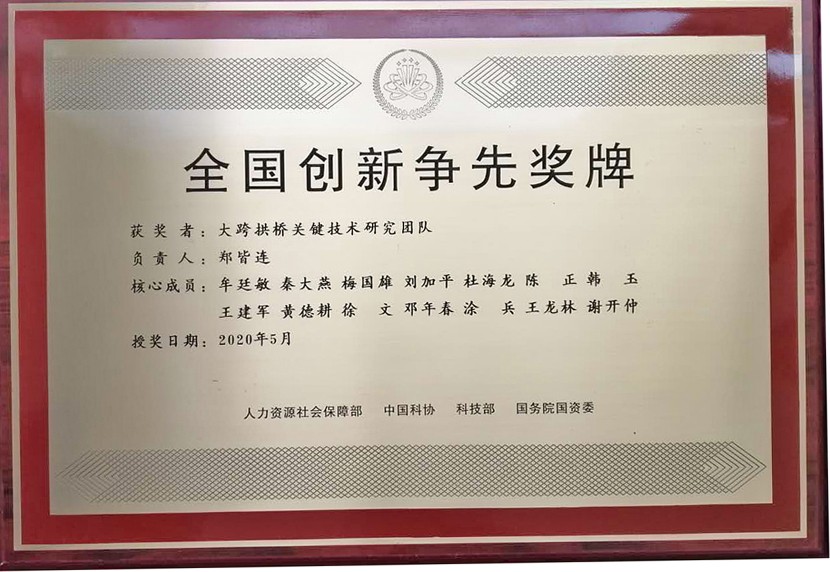 全国创新争先奖牌
获奖者：大跨拱桥关键技术研究团队
负责人：郑皆连
核心成员：牟廷敏 秦大燕 梅国雄 刘加平 杜海龙 陈 正 韩 玉
王建军 黄德耕 徐 文 邓年春 涂 兵 王龙林 谢开仲
授奖日期：2020年5月
人力资源社会保障部 中国科协 科技部 国务院国资委